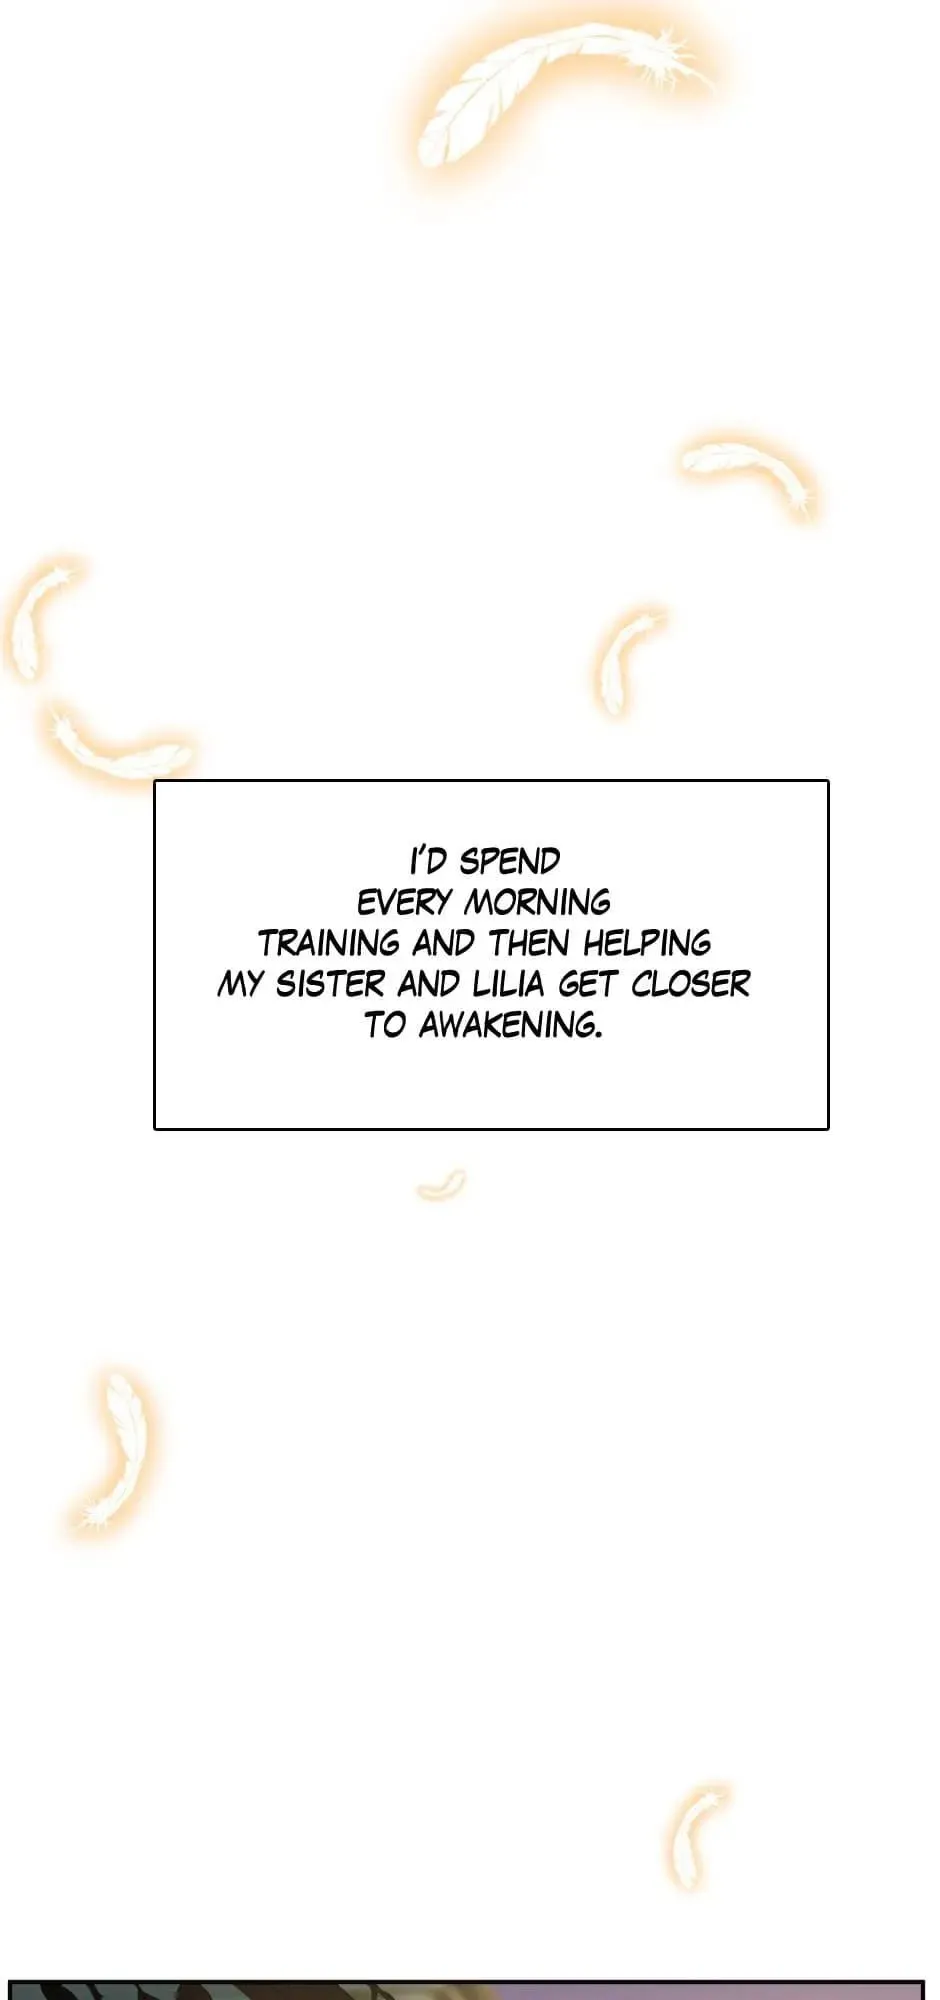 I'D SPEND
EVERY MORNING
TRAINING AND THEN HELPING
MY SISTER AND LILIA GET CLOSER
TO AWAKENING.